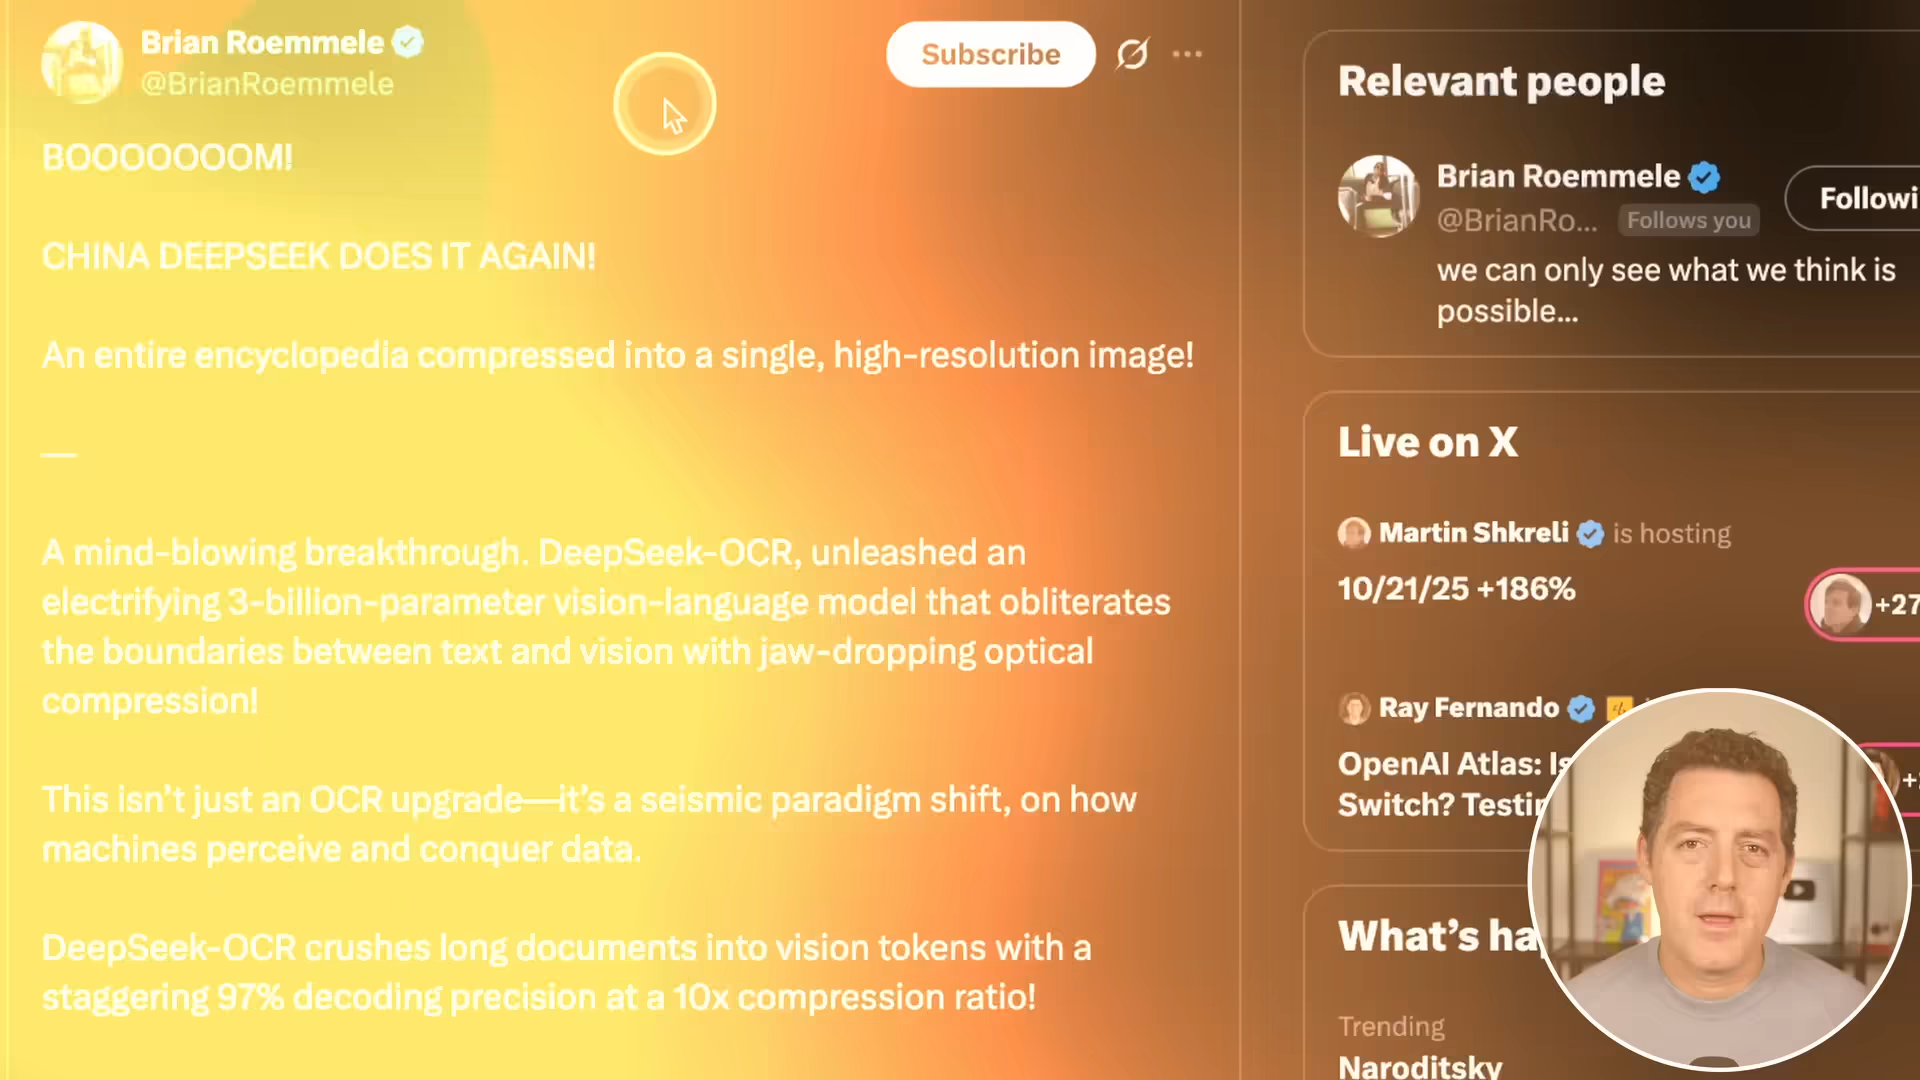 Brian Roemmele
@BrianRoemmele
Subscribe
BOOOOOOOM!
CHINA DEEPSEEK DOES IT AGAIN!
An entire encyclopedia compressed into a single, high-resolution image!
—
A mind-blowing breakthrough. DeepSeek-OCR, unleashed an
electrifying 3-billion-parameter vision-language model that obliterates
the boundaries between text and vision with jaw-dropping optical
compression!
This isn't just an OCR upgrade—it's a seismic paradigm shift, on how
machines perceive and conquer data.
DeepSeek-OCR crushes long documents into vision tokens with a
staggering 97% decoding precision at a 10x compression ratio!
Relevant people
Brian Roemmele
@BrianRo... Follows you
Followi
we can only see what we think is
possible...
Live on X
Martin Shkreli is hosting
10/21/25 +186%
+27
Ray Fernando
OpenAI Atlas: Is
Switch? Testin
What's ha
Trending
Naroditsky